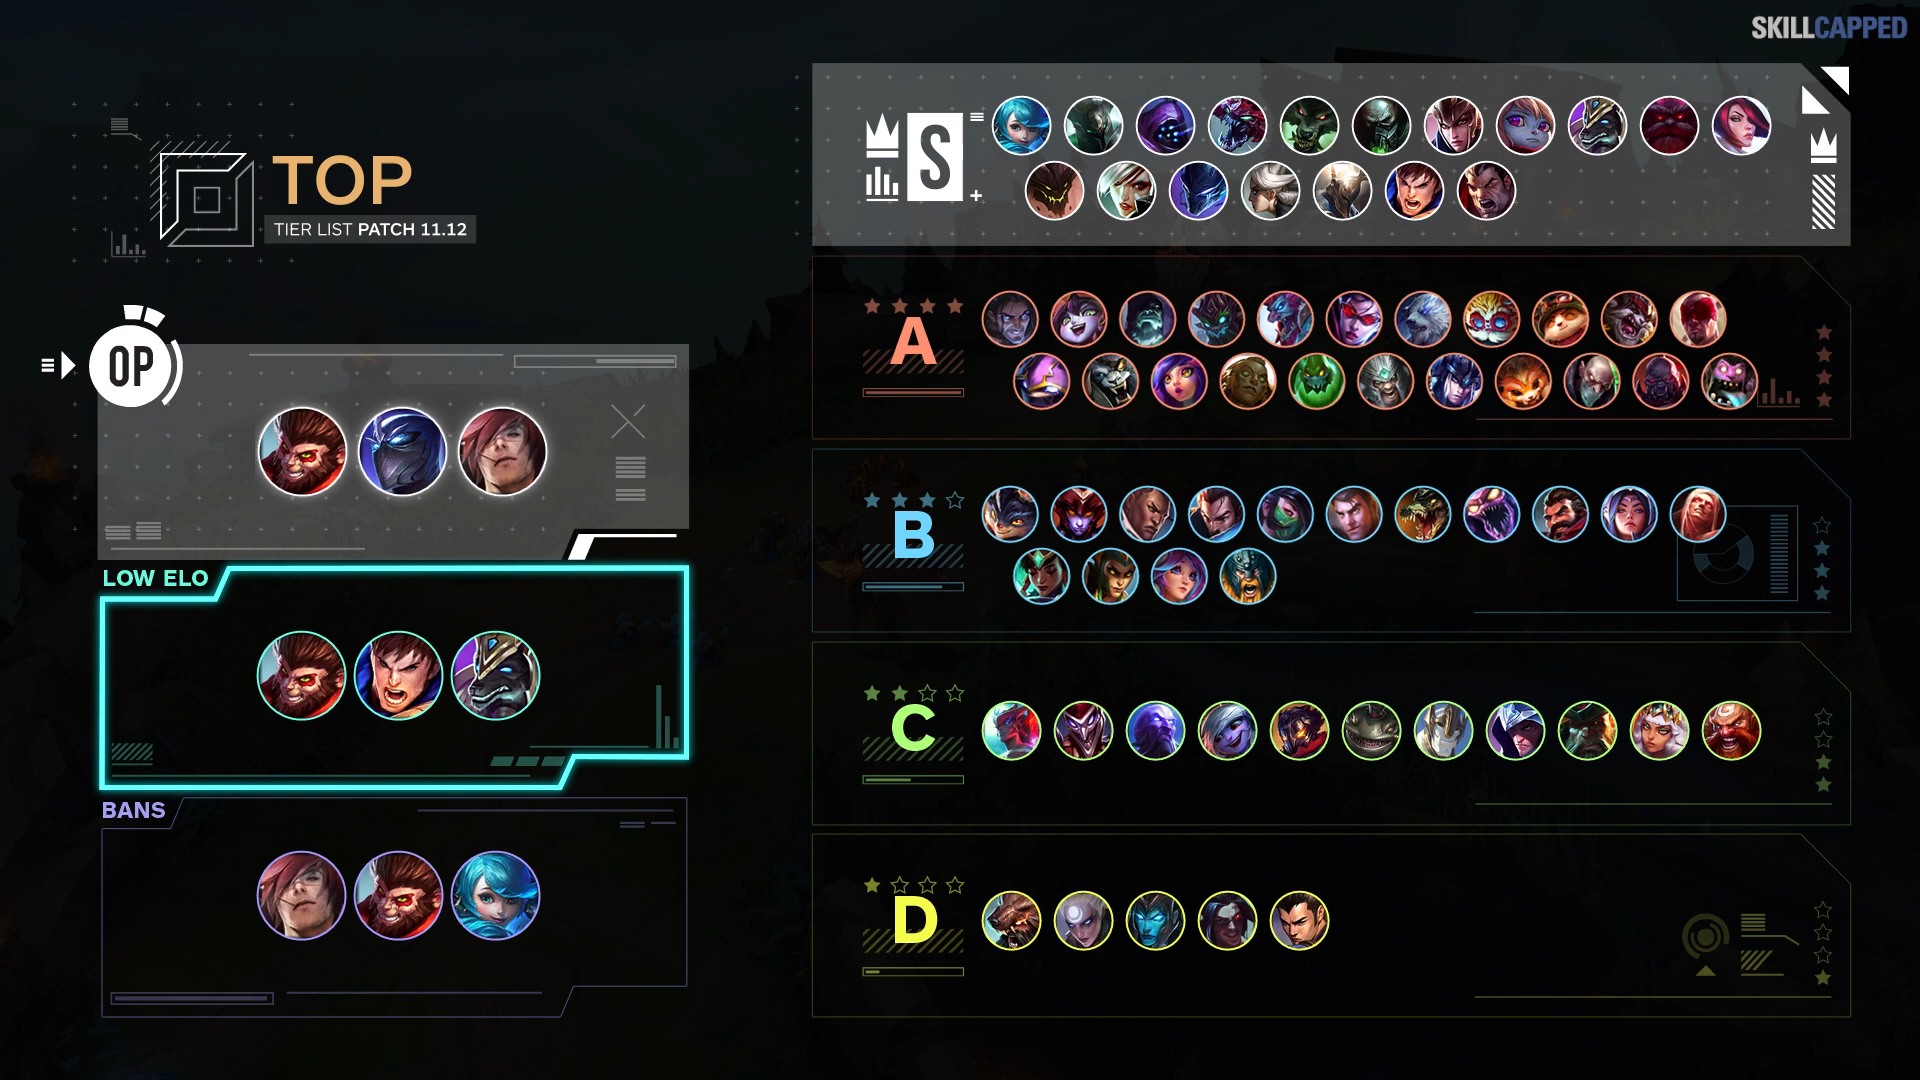 SKILLCAPPED
TOP
TIER LIST PATCH 11.12
OP
LOW ELO
BANS
S
A
B
C
D